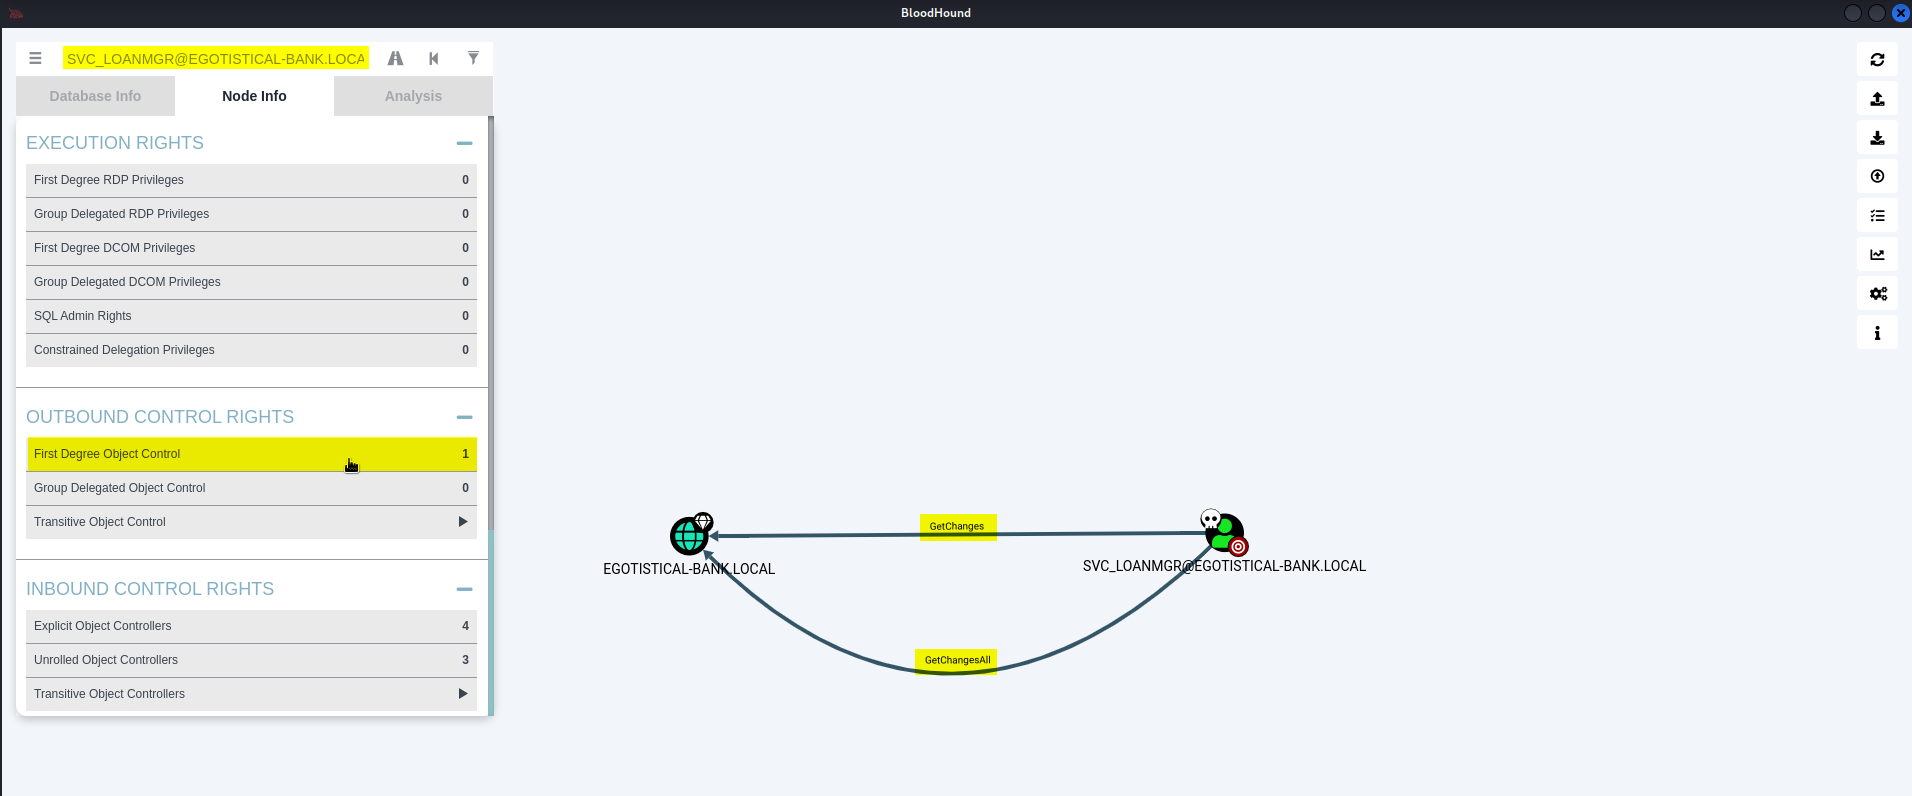 BloodHound
SVC_LOANMGR@EGOTISTICAL-BANK.LOCA
Database Info Node Info Analysis
EXECUTION RIGHTS
First Degree RDP Privileges 0
Group Delegated RDP Privileges 0
First Degree DCOM Privileges 0
Group Delegated DCOM Privileges 0
SQL Admin Rights 0
Constrained Delegation Privileges 0
OUTBOUND CONTROL RIGHTS
First Degree Object Control 1
Group Delegated Object Control 0
Transitive Object Control
INBOUND CONTROL RIGHTS
Explicit Object Controllers 4
Unrolled Object Controllers 3
Transitive Object Controllers
GetChanges
EGOTISTICAL-BANK.LOCAL
SVC_LOANMGR@EGOTISTICAL-BANK.LOCAL
GetChangesAll